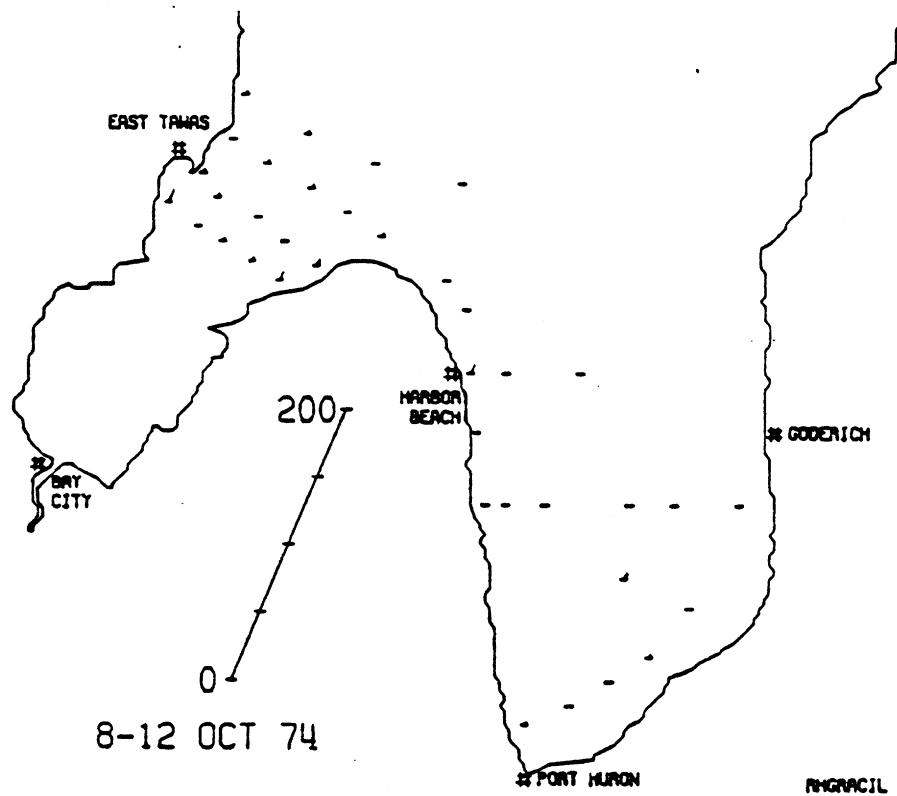 EAST TAWAS
HARBOR
BEACH
200
GODERICH
BAY
CITY
0
8-12 OCT 74
PORT HURON
RHGRACIL